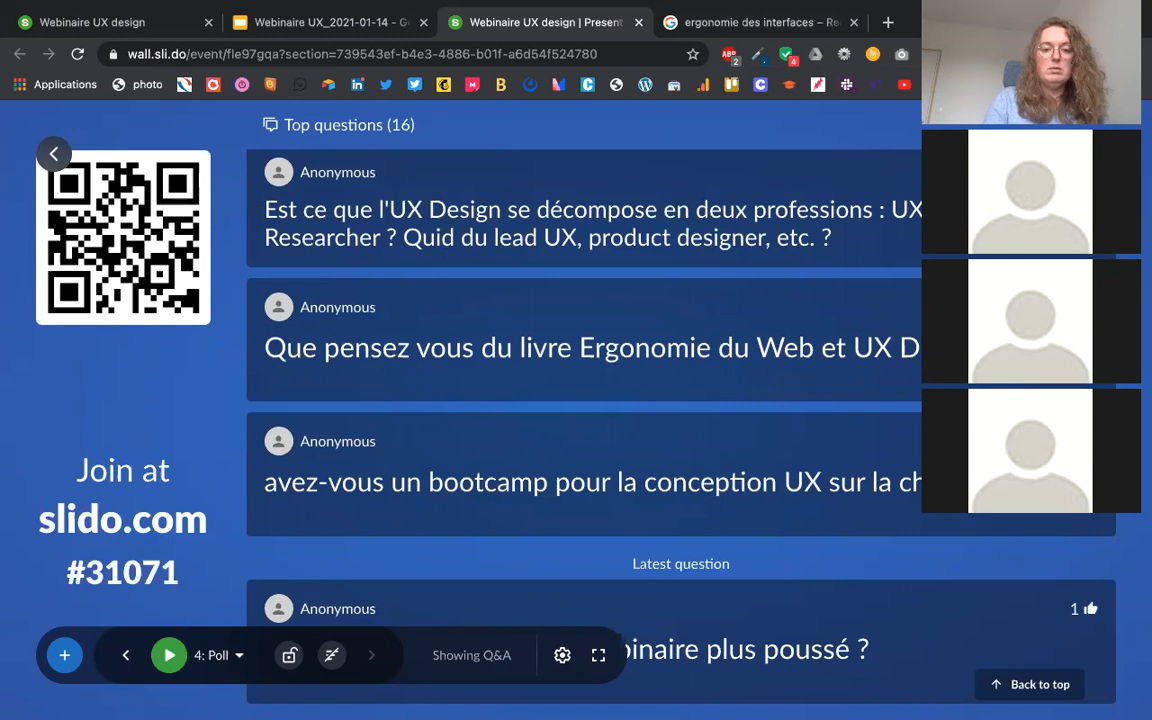 Webinaire UX design
Webinaire UX_2021-01-14 - G
Webinaire UX design | Present
ergonomie des interfaces – Re
wall.sli.do/event/fle97gqa?section=739543ef-b4e3-4886-b01f-a6d54f524780
ABP
2
4
Applications
photo
Top questions (16)
Anonymous
Est ce que l'UX Design se décompose en deux professions : UX
Researcher ? Quid du lead UX, product designer, etc. ?
Anonymous
Que pensez vous du livre Ergonomie du Web et UX D
Anonymous
avez-vous un bootcamp pour la conception UX sur la ch
Join at
slido.com
#31071
Latest question
Anonymous
1
binaire plus poussé ?
4: Poll
Showing Q&A
Back to top